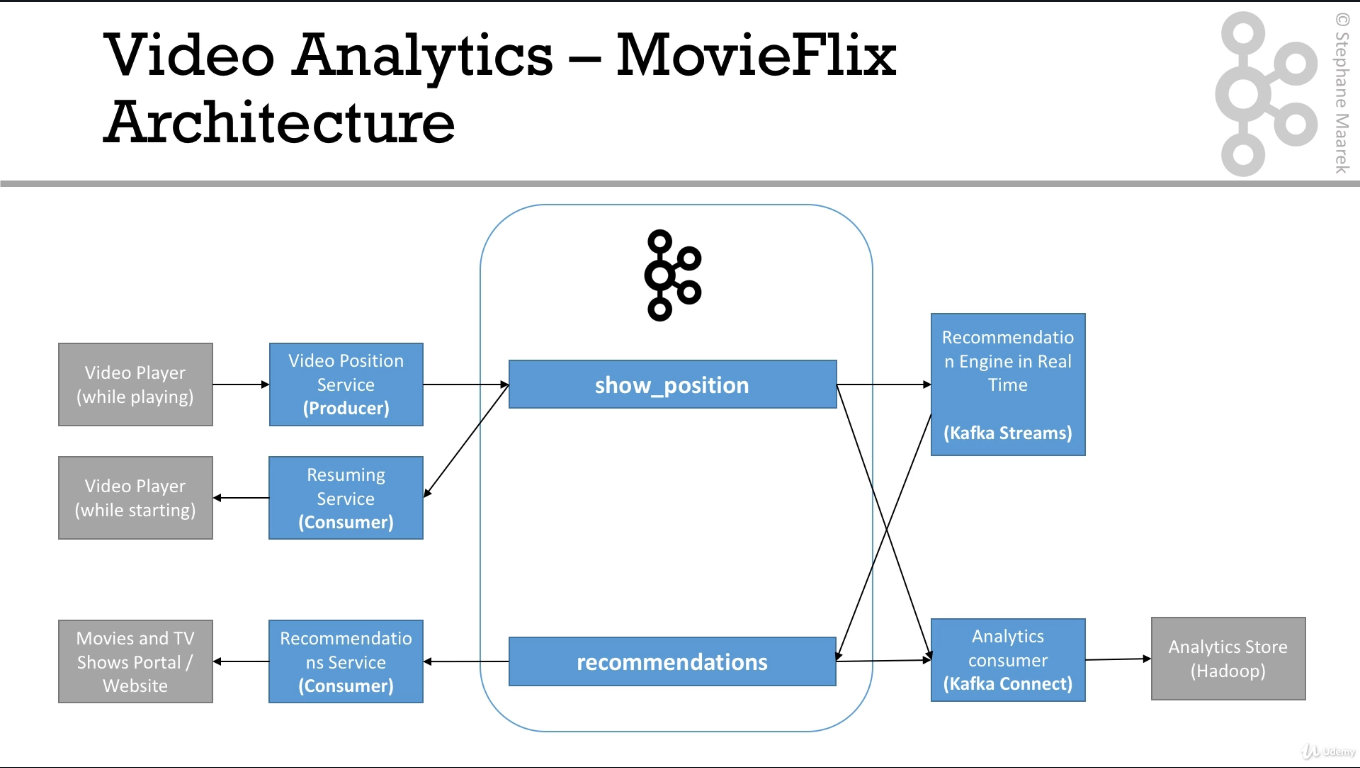 Video Analytics – MovieFlix
Architecture
© Stephane Maarek
Video Player
(while playing)
Video Position
Service
(Producer)
show_position
Recommendatio
n Engine in Real
Time
(Kafka Streams)
Video Player
(while starting)
Resuming
Service
(Consumer)
Movies and TV
Shows Portal /
Website
Recommendatio
ns Service
(Consumer)
recommendations
Analytics
consumer
(Kafka Connect)
Analytics Store
(Hadoop)
Udemy